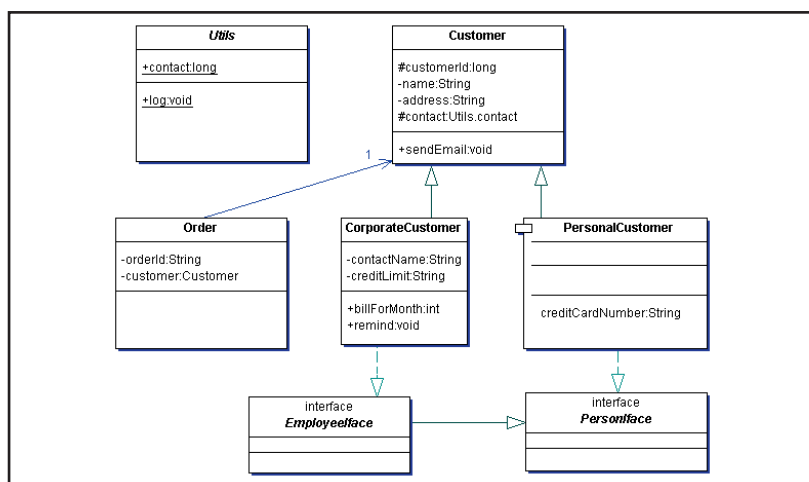 Utils
+contact:long
+log:void
Customer
#customerId:long
-name:String
-address:String
#contact:Utils.contact
+sendEmail:void
1
Order
-orderId:String
-customer:Customer
CorporateCustomer
-contactName:String
-creditLimit:String
+billForMonth:int
+remind:void
PersonalCustomer
creditCardNumber:String
interface
EmployeeIface
interface
PersonIface